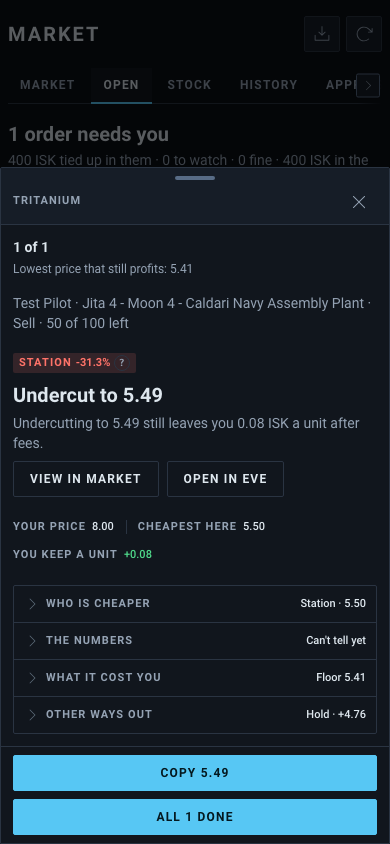 MARKET
MARKET OPEN STOCK HISTORY
1 order needs you
400 ISK tied up in them · 0 to watch · 0 fine · 400 ISK in the
TRITANIUM
1 of 1
Lowest price that still profits: 5.41
Test Pilot · Jita 4 - Moon 4 - Caldari Navy Assembly Plant ·
Sell · 50 of 100 left
STATION -31.3% ?
Undercut to 5.49
Undercutting to 5.49 still leaves you 0.08 ISK a unit after
fees.
VIEW IN MARKET OPEN IN EVE
YOUR PRICE 8.00 CHEAPEST HERE 5.50
YOU KEEP A UNIT +0.08
WHO IS CHEAPER Station · 5.50
THE NUMBERS Can't tell yet
WHAT IT COST YOU Floor 5.41
OTHER WAYS OUT Hold · +4.76
COPY 5.49
ALL 1 DONE